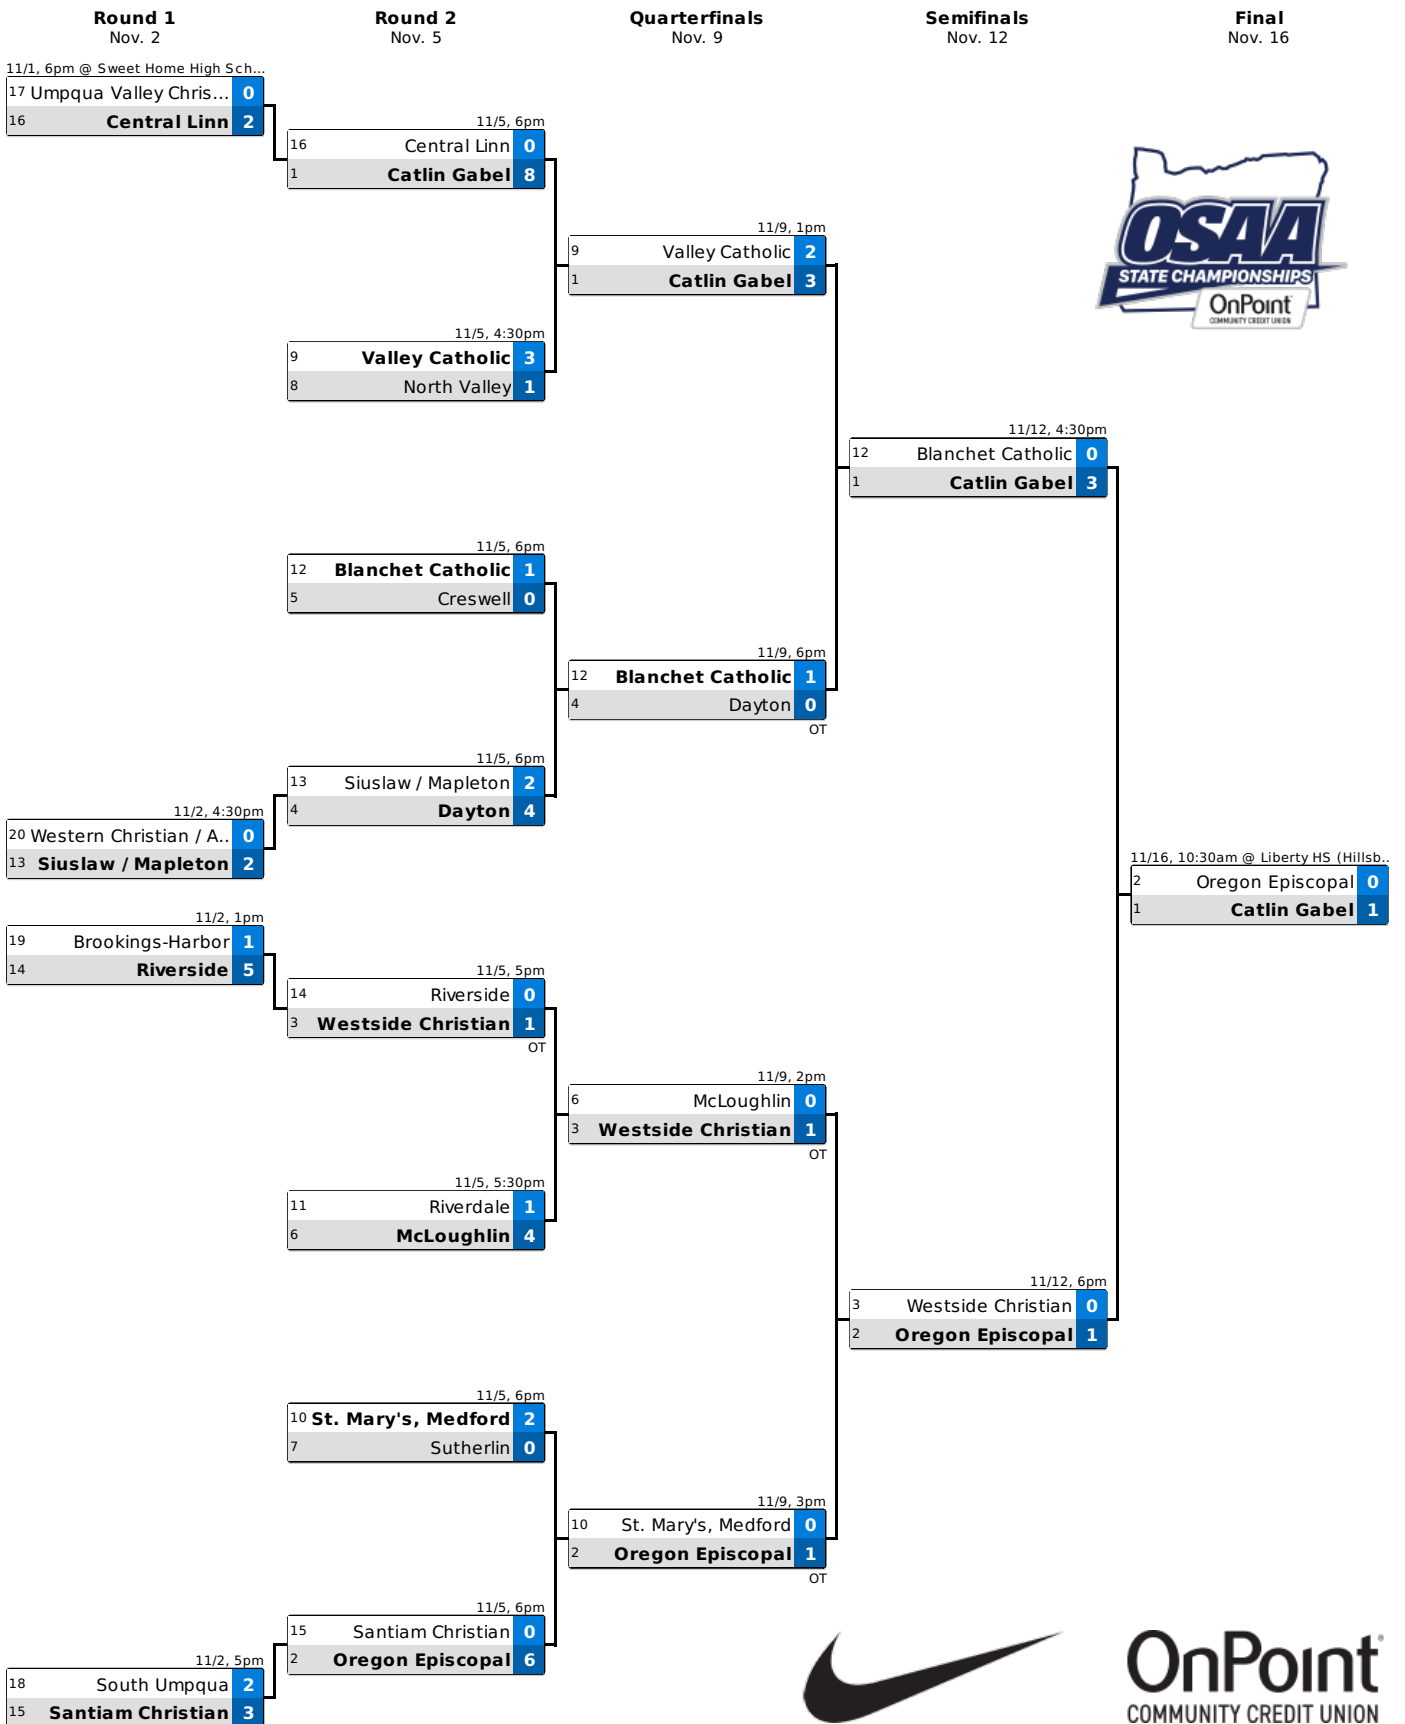 Round 1
Nov. 2
Round 2
Nov. 5
Quarterfinals
Nov. 9
Semifinals
Nov. 12
Final
Nov. 16
11/1, 6pm @ Sweet Home High Sch...
17 Umpqua Valley Chris... 0
16 Central Linn 2
11/5, 6pm
16 Central Linn 0
1 Catlin Gabel 8
11/9, 1pm
9 Valley Catholic 2
1 Catlin Gabel 3
OSAA
STATE CHAMPIONSHIPS
OnPoint
COMMUNITY CREDIT UNION
11/5, 4:30pm
9 Valley Catholic 3
8 North Valley 1
11/12, 4:30pm
12 Blanchet Catholic 0
1 Catlin Gabel 3
11/5, 6pm
12 Blanchet Catholic 1
5 Creswell 0
11/9, 6pm
12 Blanchet Catholic 1
4 Dayton 0
OT
11/5, 6pm
13 Siuslaw / Mapleton 2
4 Dayton 4
11/2, 4:30pm
20 Western Christian / A.. 0
13 Siuslaw / Mapleton 2
11/16, 10:30am @ Liberty HS (Hillsb..
2 Oregon Episcopal 0
1 Catlin Gabel 1
11/2, 1pm
19 Brookings-Harbor 1
14 Riverside 5
11/5, 5pm
14 Riverside 0
3 Westside Christian 1
OT
11/9, 2pm
6 McLoughlin 0
3 Westside Christian 1
OT
11/5, 5:30pm
11 Riverdale 1
6 McLoughlin 4
11/12, 6pm
3 Westside Christian 0
2 Oregon Episcopal 1
11/5, 6pm
10 St. Mary's, Medford 2
7 Sutherlin 0
11/9, 3pm
10 St. Mary's, Medford 0
2 Oregon Episcopal 1
OT
11/5, 6pm
15 Santiam Christian 0
2 Oregon Episcopal 6
11/2, 5pm
18 South Umpqua 2
15 Santiam Christian 3
OnPoint®
COMMUNITY CREDIT UNION